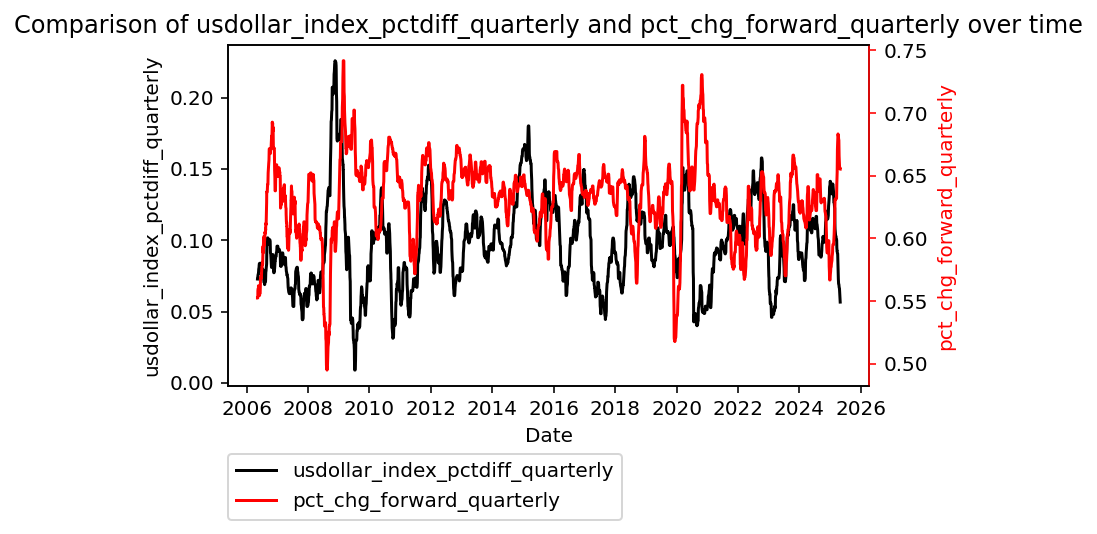 Comparison of usdollar_index_pctdiff_quarterly and pct_chg_forward_quarterly over time
usdollar_index_pctdiff_quarterly
0.20
0.15
0.10
0.05
0.00
0.75
0.70
0.65
0.60
0.55
0.50
pct_chg_forward_quarterly
2006 2008 2010 2012 2014 2016 2018 2020 2022 2024 2026
Date
usdollar_index_pctdiff_quarterly
pct_chg_forward_quarterly